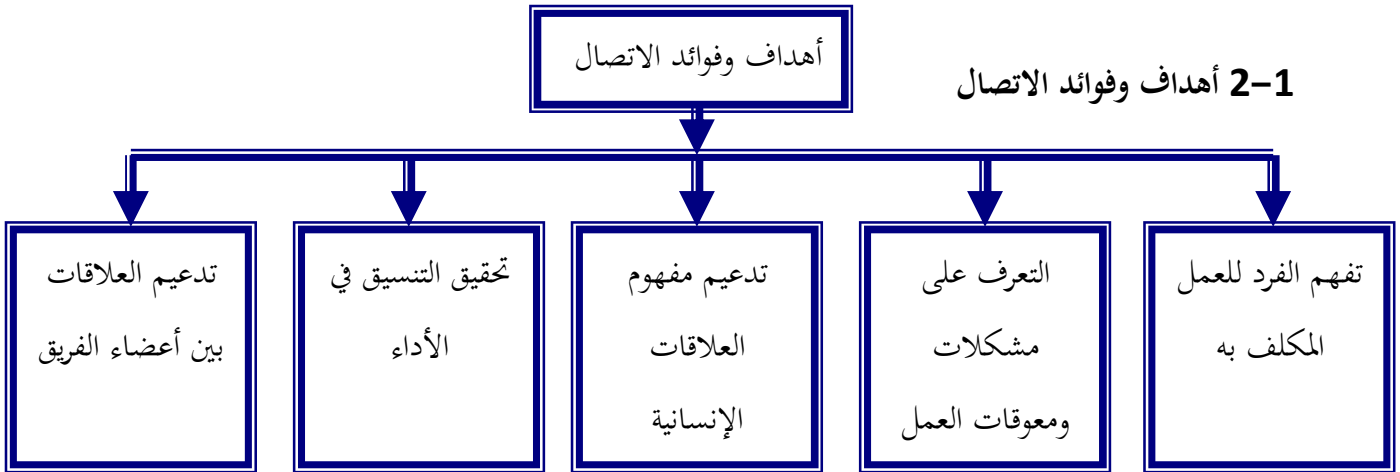 أهداف وفوائد الاتصال
2–1 أهداف وفوائد الاتصال
تفهم الفرد للعمل
المكلف به
التعرف على
مشكلات
ومعوقات العمل
تدعيم مفهوم
العلاقات
الإنسانية
تحقيق التنسيق في
الأداء
تدعيم العلاقات
بين أعضاء الفريق